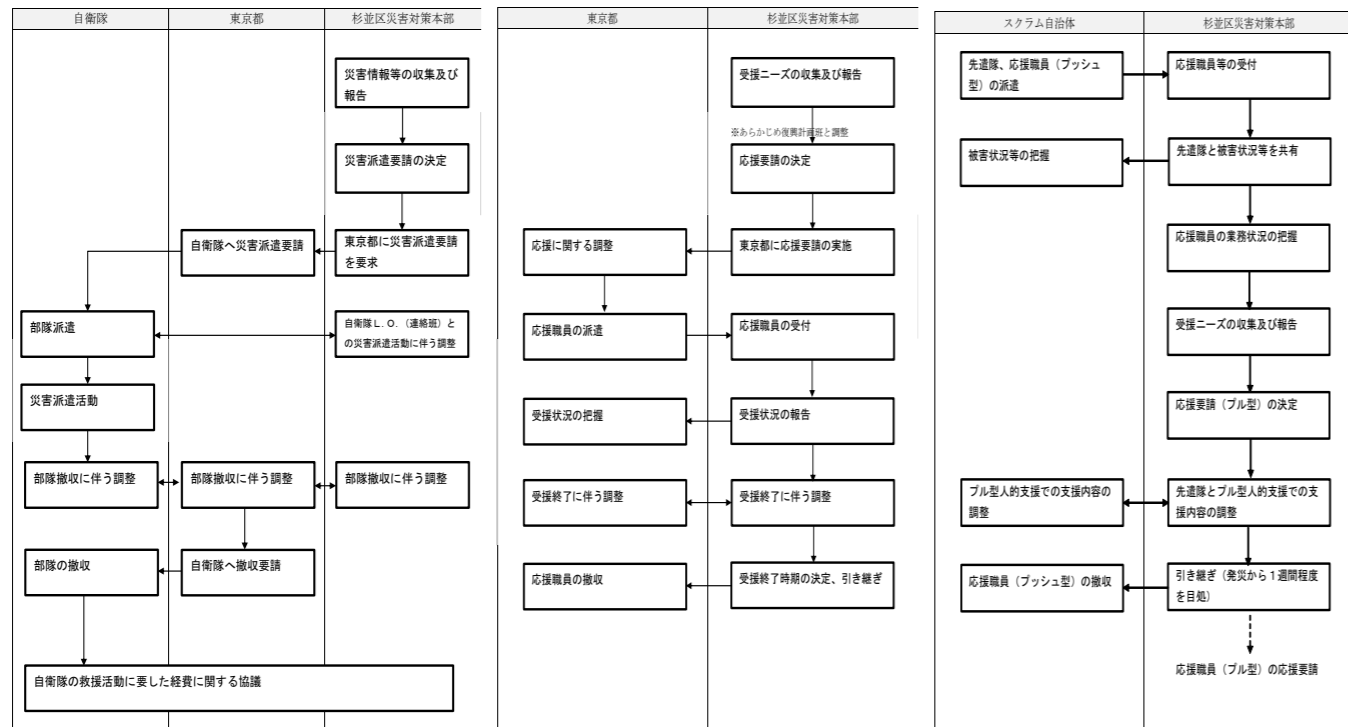 自衛隊
東京都
杉並区災害対策本部
災害情報等の収集及び
報告
災害派遣要請の決定
自衛隊へ災害派遣要請
東京都に災害派遣要請
を要求
部隊派遣
自衛隊L.O.（連絡班）と
の災害派遣活動に伴う調整
災害派遣活動
部隊撤収に伴う調整
部隊撤収に伴う調整
部隊撤収に伴う調整
部隊の撤収
自衛隊へ撤収要請
自衛隊の救援活動に要した経費に関する協議
東京都
杉並区災害対策本部
受援ニーズの収集及び報告
※あらかじめ復興計画班と調整
応援要請の決定
応援に関する調整
東京都に応援要請の実施
応援職員の派遣
応援職員の受付
受援状況の把握
受援状況の報告
受援終了に伴う調整
受援終了に伴う調整
応援職員の撤収
受援終了時期の決定、引き継ぎ
スクラム自治体
杉並区災害対策本部
先遣隊、応援職員（プッシュ
型）の派遣
応援職員等の受付
被害状況等の把握
先遣隊と被害状況等を共有
応援職員の業務状況の把握
受援ニーズの収集及び報告
応援要請（プル型）の決定
プル型人的支援での支援内容の
調整
先遣隊とプル型人的支援での支
援内容の調整
応援職員（プッシュ型）の撤収
引き継ぎ（発災から１週間程度
を目処）
応援職員（プル型）の応援要請